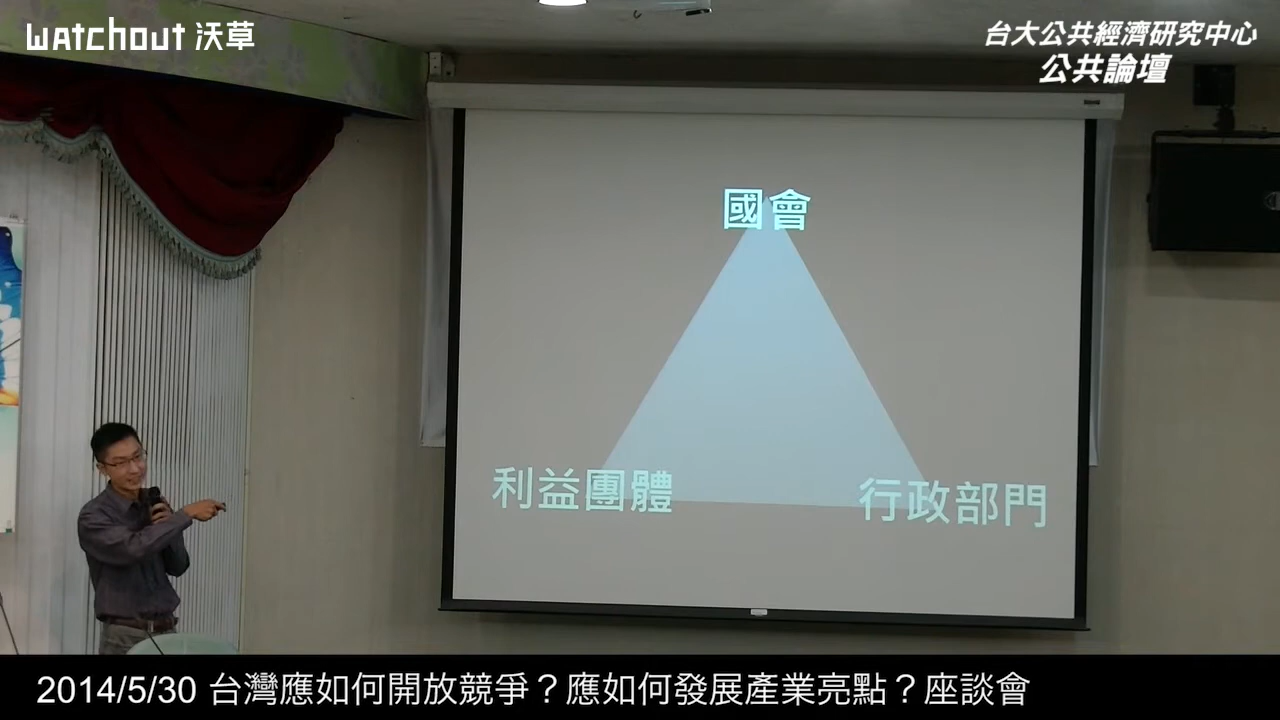 watchout 沃草
台大公共經濟研究中心
公共論壇
國會
利益團體
行政部門
2014/5/30 台灣應如何開放競爭？應如何發展產業亮點？座談會